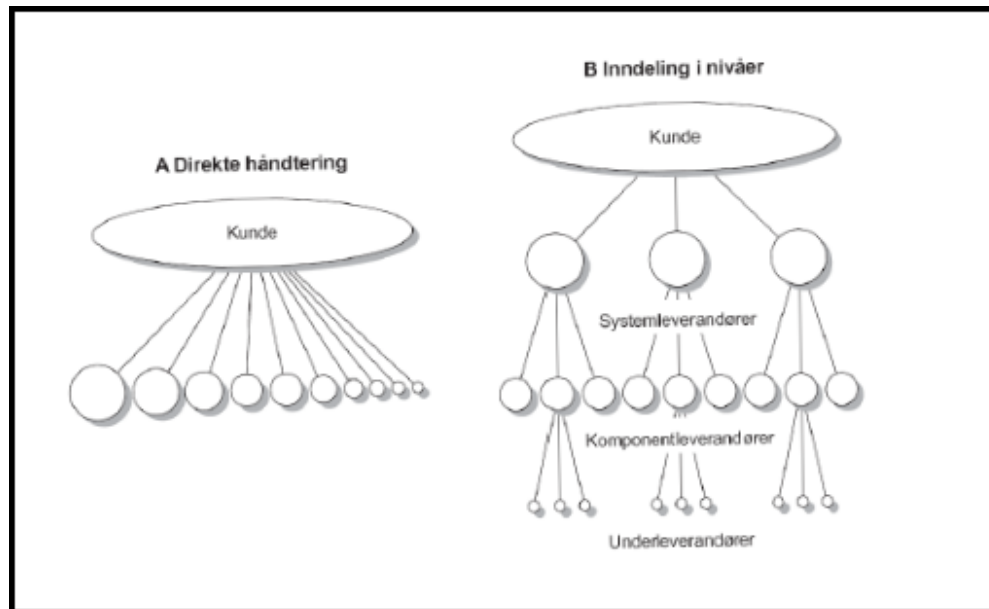 A Direkte håndtering
Kunde
B Inndeling i nivåer
Kunde
Systemleverandører
Komponentleverandører
Underleverandører